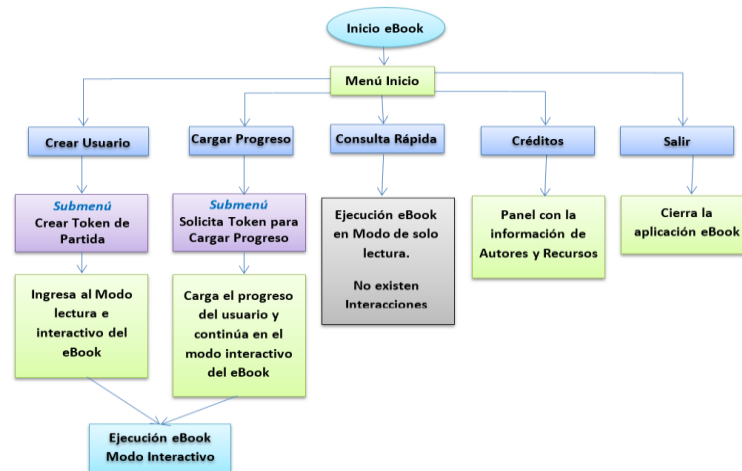 Inicio eBook
Menú Inicio
Crear Usuario
Cargar Progreso
Consulta Rápida
Créditos
Salir
Submenú
Crear Token de
Partida
Submenú
Solicita Token para
Cargar Progreso
Ejecución eBook
en Modo de solo
lectura.
No existen
Interacciones
Panel con la
información de
Autores y Recursos
Cierra la
aplicación eBook
Ingresa al Modo
lectura e
interactivo del
eBook
Carga el progreso
del usuario y
continúa en el
modo interactivo
del eBook
Ejecución eBook
Modo Interactivo